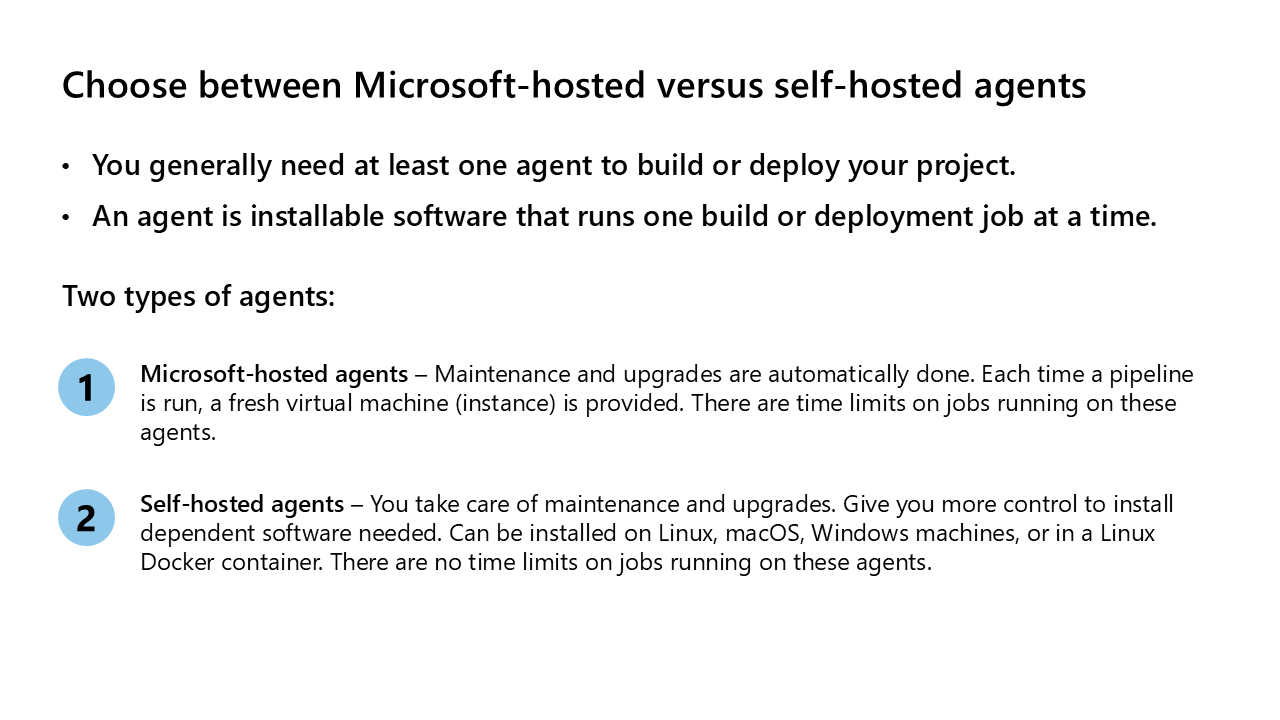 Choose between Microsoft-hosted versus self-hosted agents
• You generally need at least one agent to build or deploy your project.
• An agent is installable software that runs one build or deployment job at a time.
Two types of agents:
1
Microsoft-hosted agents – Maintenance and upgrades are automatically done. Each time a pipeline
is run, a fresh virtual machine (instance) is provided. There are time limits on jobs running on these
agents.
2
Self-hosted agents – You take care of maintenance and upgrades. Give you more control to install
dependent software needed. Can be installed on Linux, macOS, Windows machines, or in a Linux
Docker container. There are no time limits on jobs running on these agents.